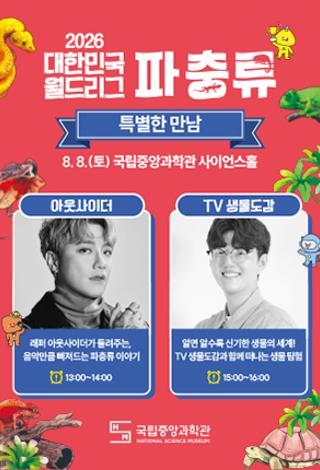 2026
대한민국
월드리그
파충류
특별한 만남
8. 8.(토) 국립중앙과학관 사이언스홀
아웃사이더
래퍼 아웃사이더가 들려주는,
음악만큼 빠져드는 파충류 이야기
13:00~14:00
TV 생물도감
알면 알수록 신기한 생물의 세계!
TV 생물도감과 함께 떠나는 생물 탐험
15:00~16:00
국립중앙과학관
NATIONAL SCIENCE MUSEUM